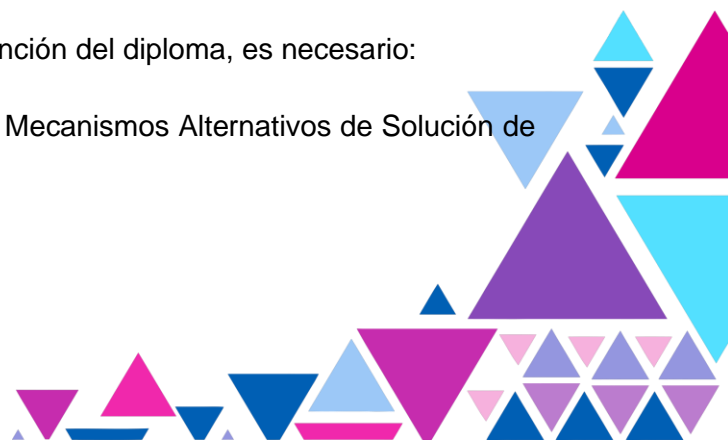 nción del diploma, es necesario:
Mecanismos Alternativos de Solución de